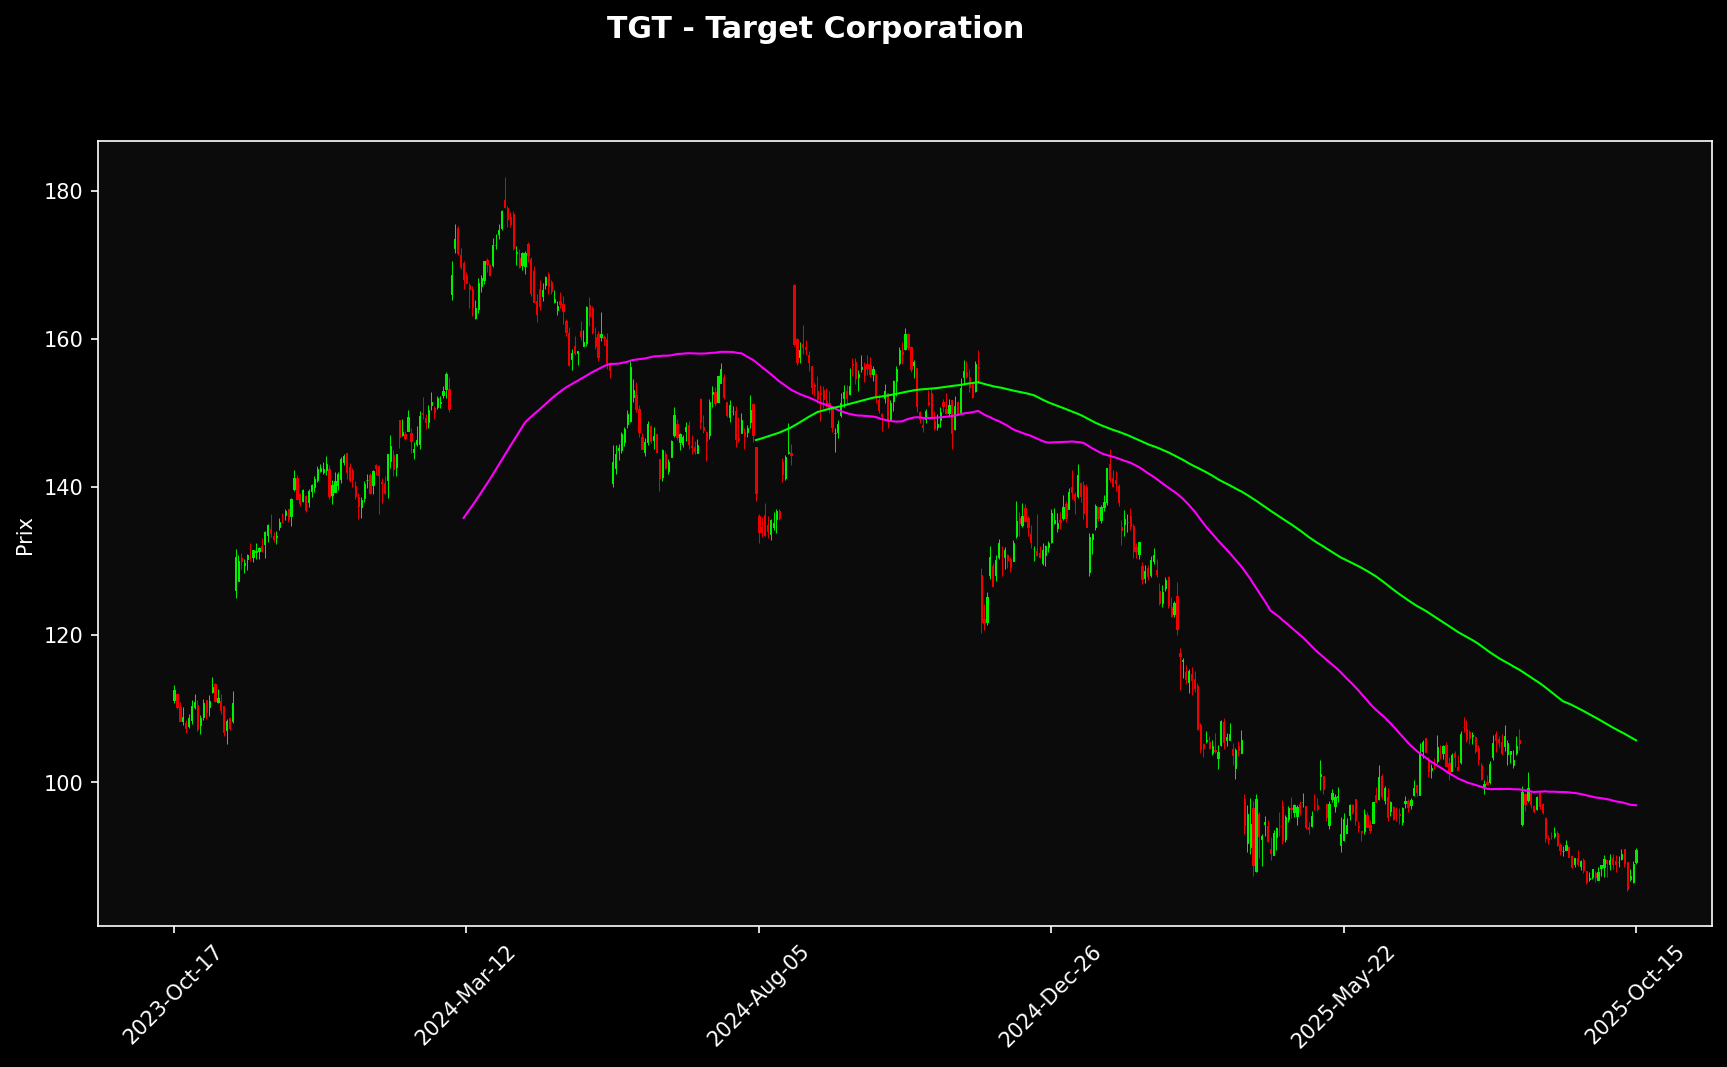 TGT - Target Corporation
Prix
180
160
140
120
100
2023-Oct-17
2024-Mar-12
2024-Aug-05
2024-Dec-26
2025-May-22
2025-Oct-15